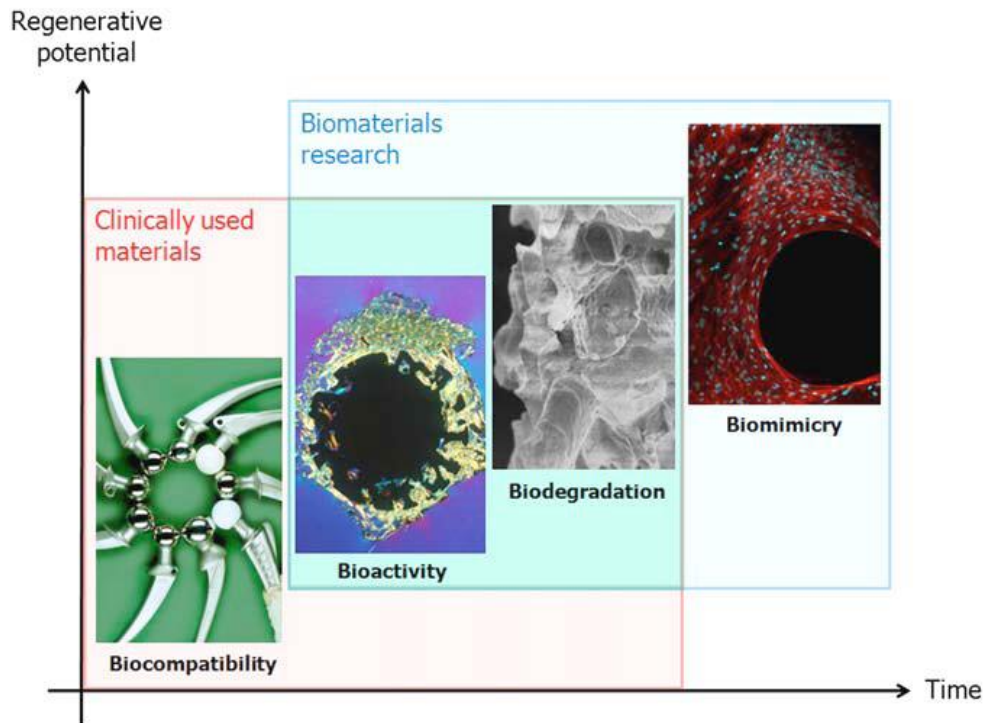 Regenerative
potential
Biomaterials
research
Clinically used
materials
Biomimicry
Biodegradation
Bioactivity
Biocompatibility
Time